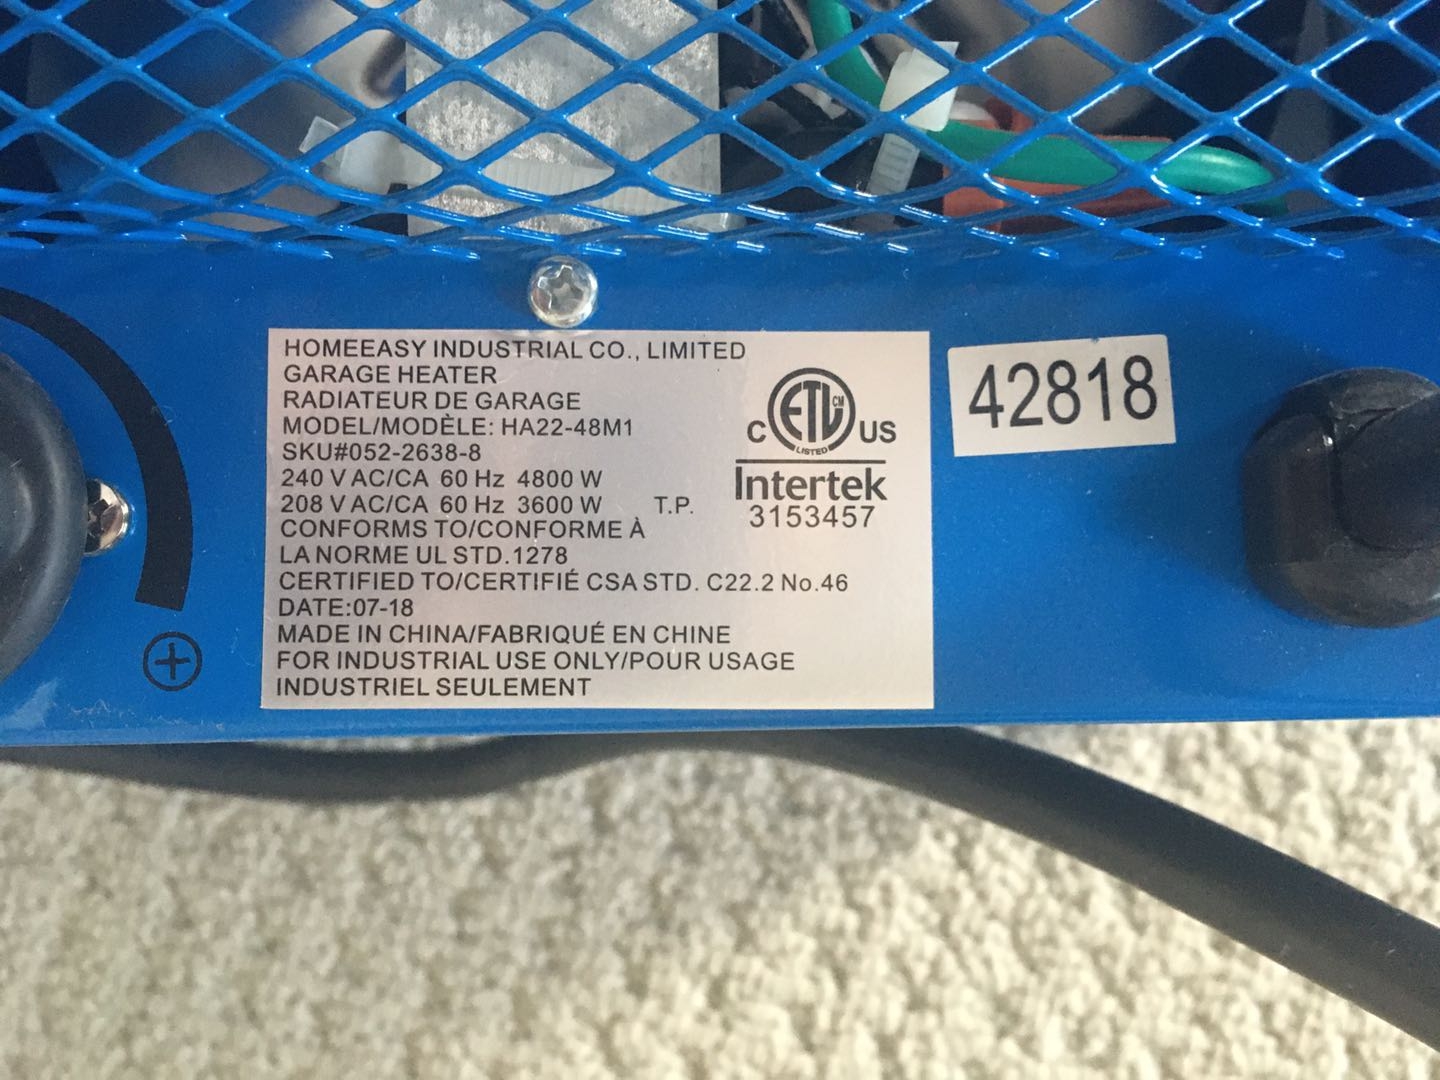 HOMEEASY INDUSTRIAL CO., LIMITED
GARAGE HEATER
RADIATEUR DE GARAGE
MODEL/MODÈLE: HA22-48M1
SKU#052-2638-8
240 V AC/CA 60 Hz 4800 W
208 V AC/CA 60 Hz 3600 W T.P.
CONFORMS TO/CONFORME À
LA NORME UL STD.1278
CERTIFIED TO/CERTIFIÉ CSA STD. C22.2 No.46
DATE:07-18
MADE IN CHINA/FABRIQUÉ EN CHINE
FOR INDUSTRIAL USE ONLY/POUR USAGE
INDUSTRIEL SEULEMENT
C ETL CM US
LISTED
Intertek
3153457
42818